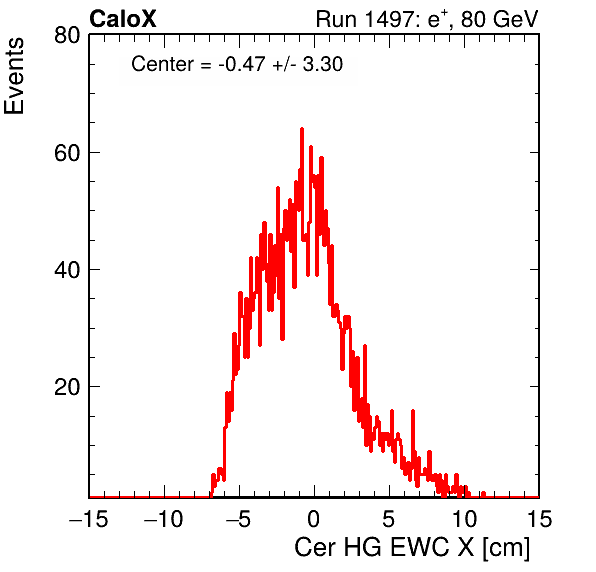 CaloX Run 1497: e⁺, 80 GeV
Center = -0.47 +/- 3.30
Events
80
60
40
20
−15 −10 −5 0 5 10 15
Cer HG EWC X [cm]